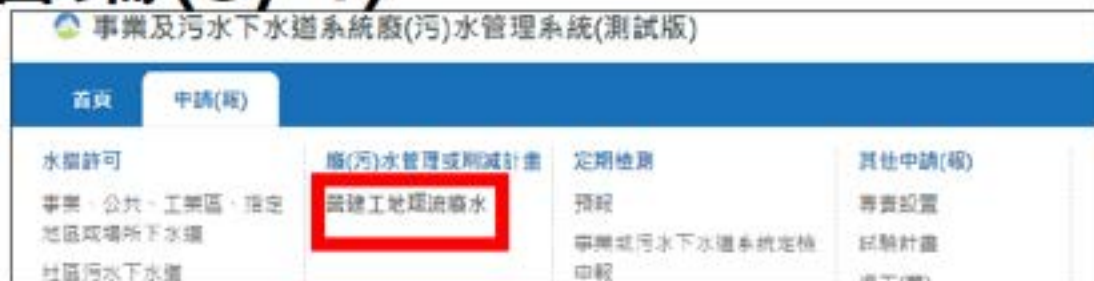 事業及污水下水道系統廢(污)水管理系統(測試版)
首頁
申請(報)
水措許可
廢(污)水管理或削減計畫
定期檢測
其他申請(報)
事業、公共、工業區、指定
地區或場所下水道
社區污水下水道
營建工地逕流廢水
預報
事業或污水下水道系統定檢
申報
專責設置
試驗計畫